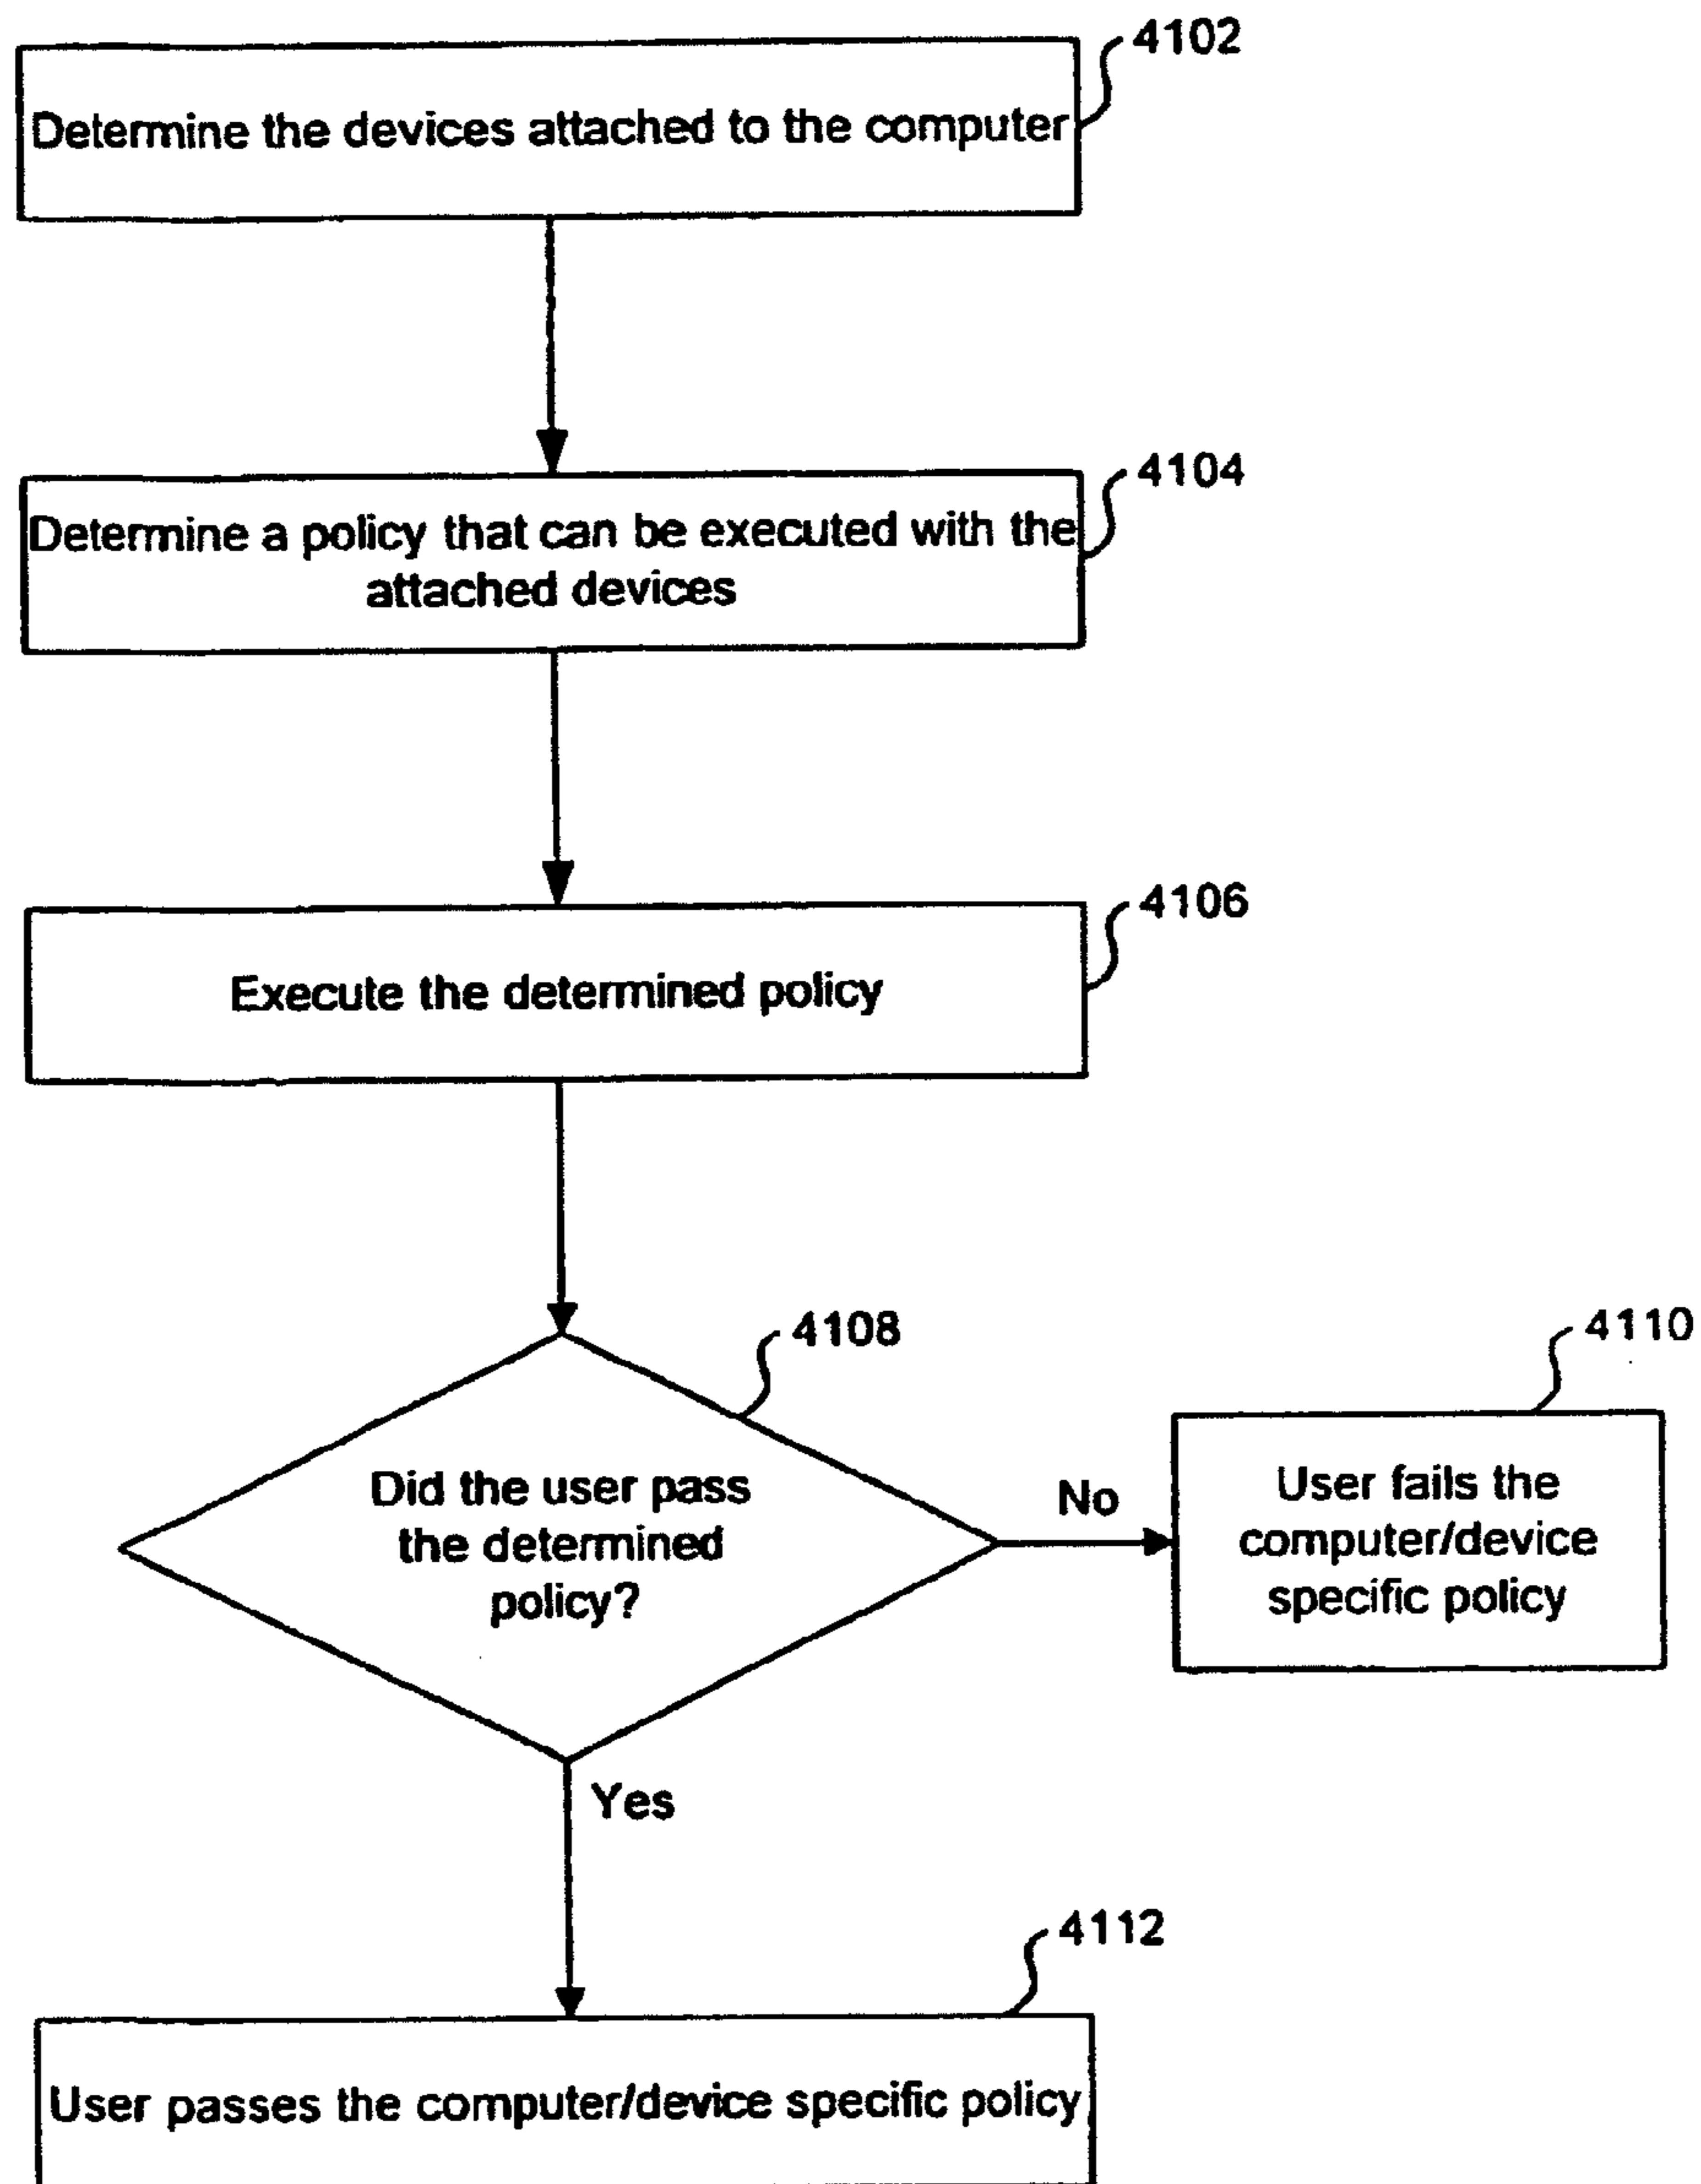 4102
Determine the devices attached to the computer
4104
Determine a policy that can be executed with the
attached devices
4106
Execute the determined policy
4108
Did the user pass
the determined
policy?
No
4110
User fails the
computer/device
specific policy
Yes
4112
User passes the computer/device specific policy